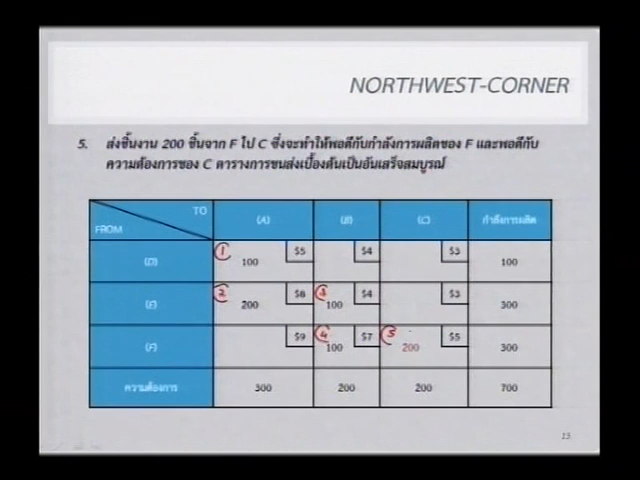 NORTHWEST-CORNER
5. ส่งชิ้นงาน 200 ชิ้นจาก F ไป C ซึ่งจะทำให้พอดีกับกำลังการผลิตของ F และพอดีกับ
ความต้องการของ C ตารางการขนส่งเบื้องต้นเป็นอันเสร็จสมบูรณ์
TO
FROM
(A) (B) (C) กำลังการผลิต
(D) 1 100 $5 $4 $3 100
(E) 2 200 $8 3 100 $4 $3 300
(F) $9 4 100 $7 5 200 $5 300
ความต้องการ 300 200 200 700
13